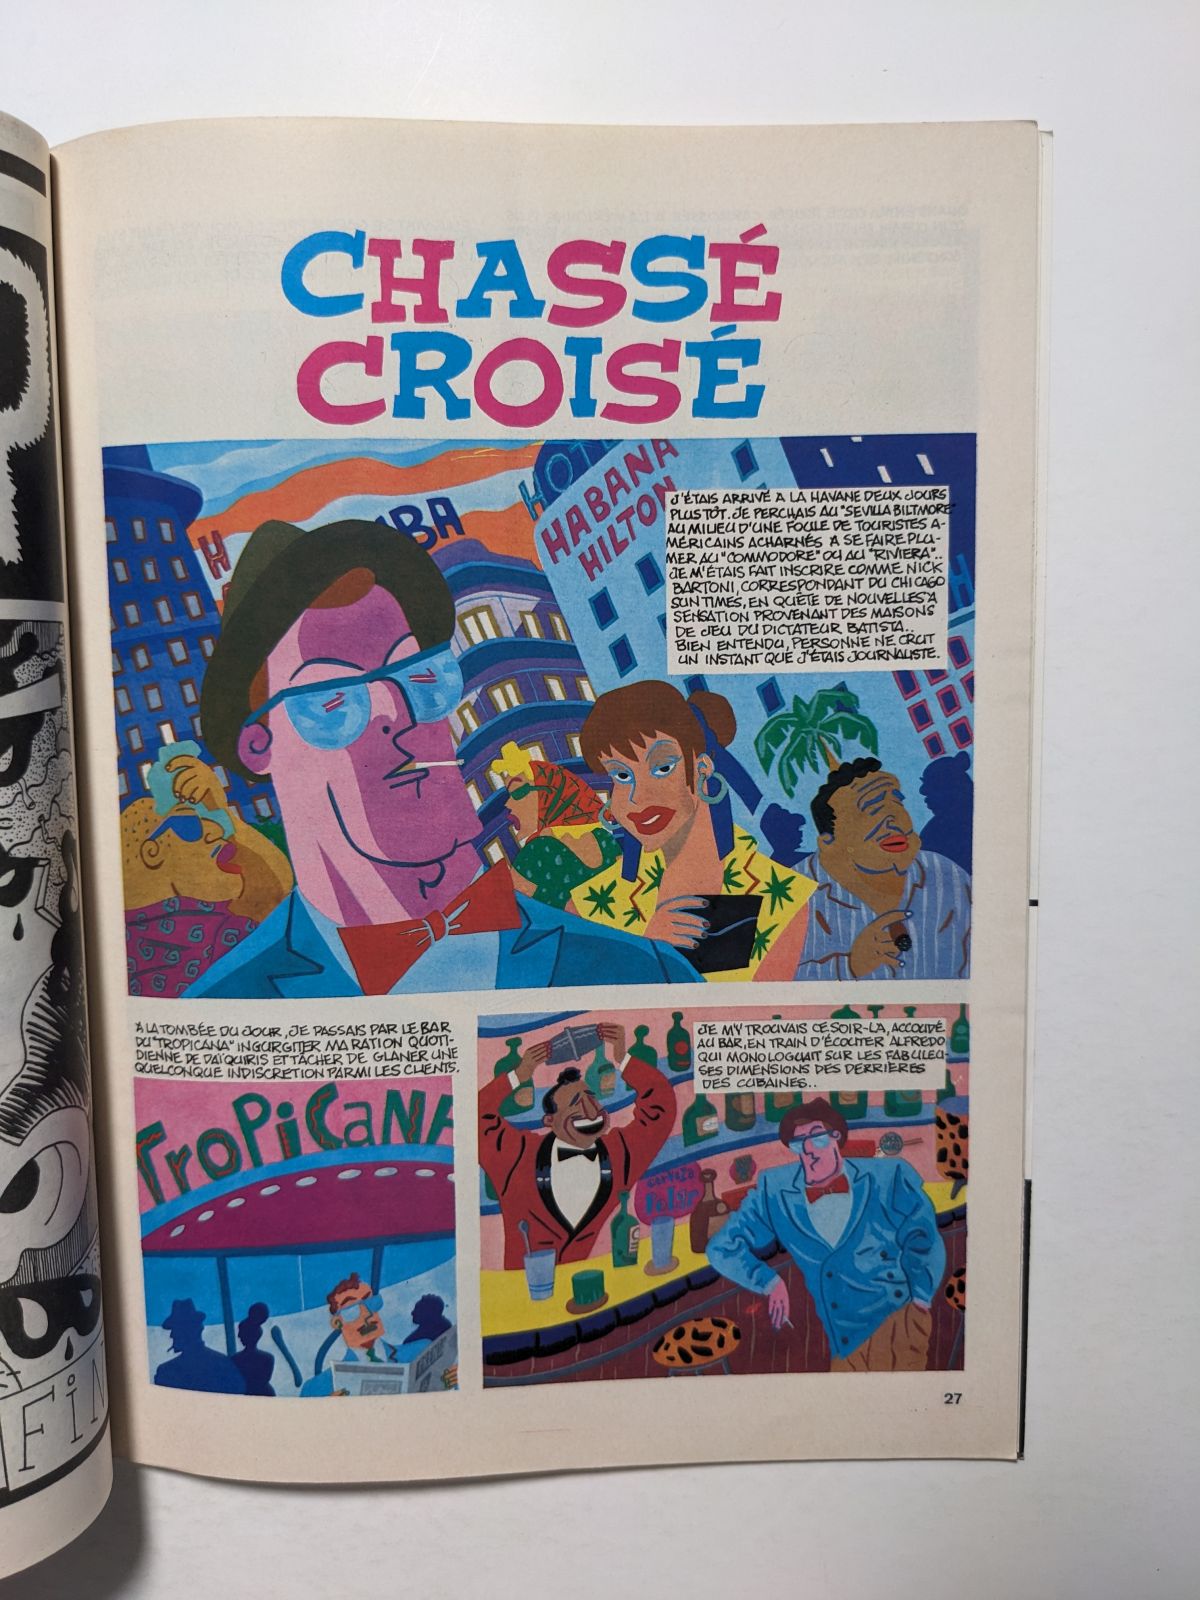 CHASSÉ
CROISÉ
HABANA
HILTON
J'ÉTAIS ARRIVÉ A LA HAVANE DEUX JOURS
PLUS TÔT. JE PERCHAIS AU "SEVILLA BILTMORE"
AU MILIEU D'UNE FOULE DE TOURISTES A-
MÉRICAINS ACHARNÉS A SE FAIRE PLU-
MER AU "COMMODORE" OU AU "RIVIERA"..
JE M'ÉTAIS FAIT INSCRIRE COMME NICK
BARTONI, CORRESPONDANT DU CHICAGO
SUN TIMES, EN QUÊTE DE NOUVELLES A
SENSATION PROVENANT DES MAISONS
DE JEU DU DICTATEUR BATISTA..
BIEN ENTENDU, PERSONNE NE CRUT
UN INSTANT QUE J'ÉTAIS JOURNALISTE.
A LA TOMBÉE DU JOUR, JE PASSAIS PAR LE BAR
DU "TROPICANA" INGURGITER MA RATION QUOTI-
DIENNE DE DAÏQUIRIS ET TÂCHER DE GLANER UNE
QUELCONQUE INDISCRETION PARMI LES CLIENTS.
TROPiCaNA
JE M'Y TROUVAIS CE SOIR-LA, ACCOUDÉ
AU BAR, EN TRAIN D'ÉCOUTER ALFREDO
QUI MONOLOGUAIT SUR LES FABULEU-
SES DIMENSIONS DES DERRIÈRES
DES CUBAINES..
27
FiN